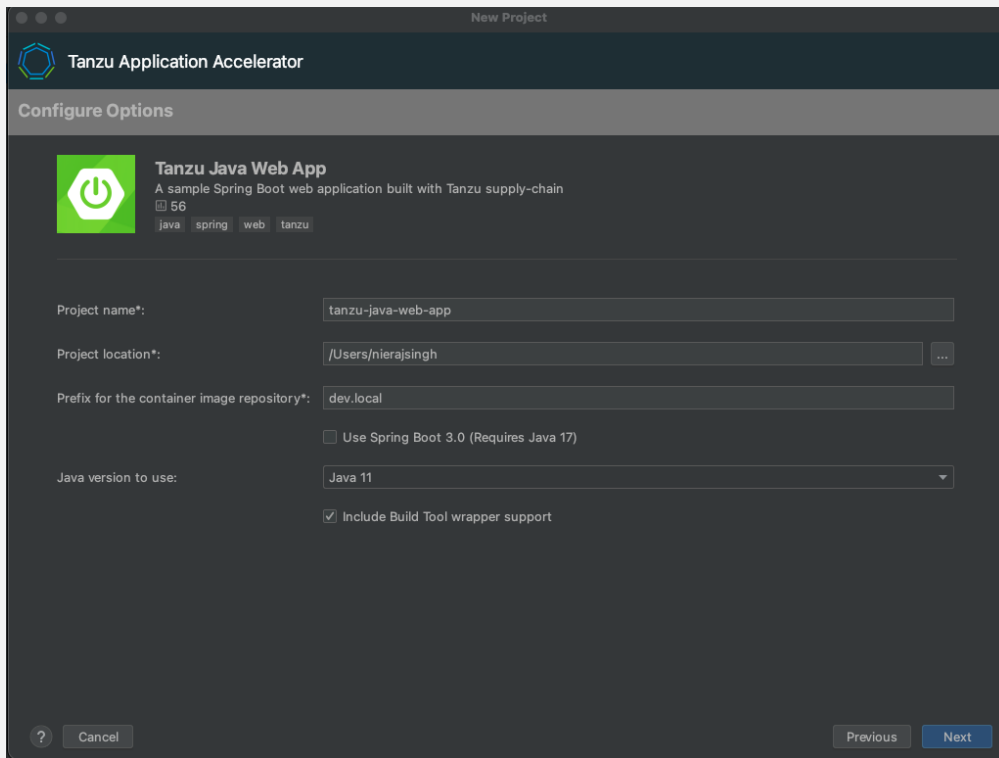 New Project
Tanzu Application Accelerator
Configure Options
Tanzu Java Web App
A sample Spring Boot web application built with Tanzu supply-chain
56
java spring web tanzu
Project name*: tanzu-java-web-app
Project location*: /Users/nierajsingh ...
Prefix for the container image repository*: dev.local
Use Spring Boot 3.0 (Requires Java 17)
Java version to use: Java 11
Include Build Tool wrapper support
? Cancel Previous Next